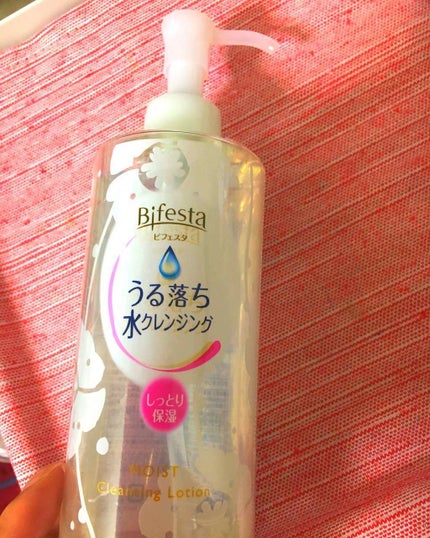 Bifesta
ビフェスタ
うる落ち
水クレンジング
しっとり
保湿
MOIST
Cleansing Lotion